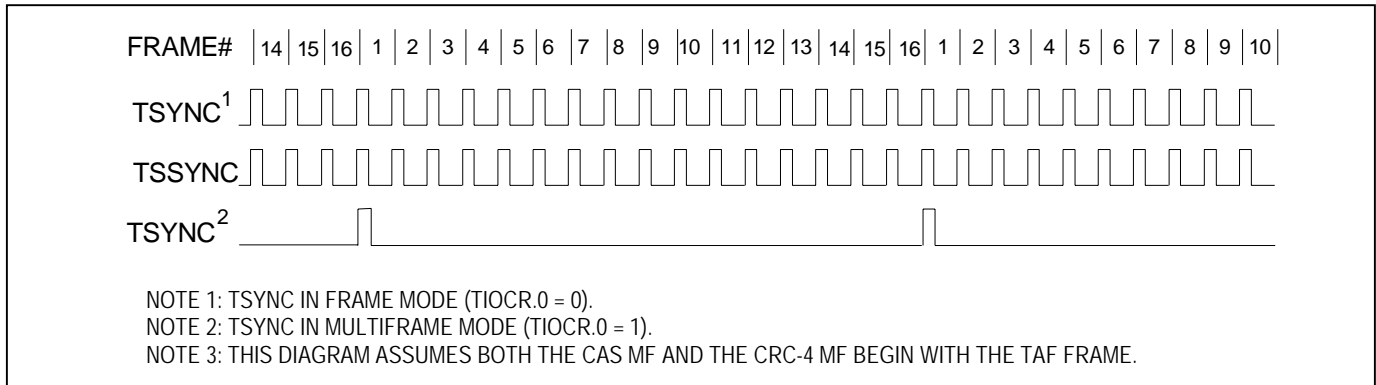 FRAME# 14 15 16 1 2 3 4 5 6 7 8 9 10 11 12 13 14 15 16 1 2 3 4 5 6 7 8 9 10
TSYNC1
TSSYNC
TSYNC2
NOTE 1: TSYNC IN FRAME MODE (TIOCR.0 = 0).
NOTE 2: TSYNC IN MULTIFRAME MODE (TIOCR.0 = 1).
NOTE 3: THIS DIAGRAM ASSUMES BOTH THE CAS MF AND THE CRC-4 MF BEGIN WITH THE TAF FRAME.